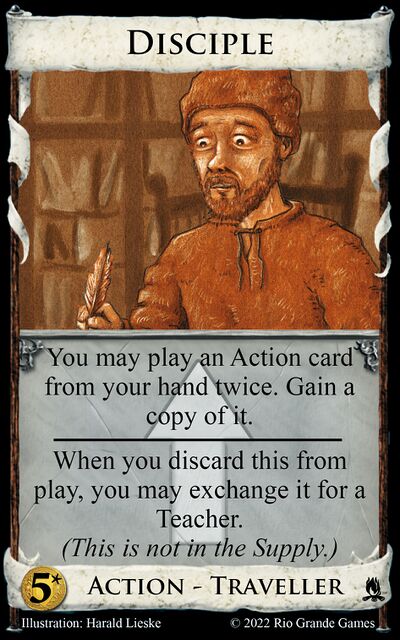 DISCIPLE
You may play an Action card
from your hand twice. Gain a
copy of it.
When you discard this from
play, you may exchange it for a
Teacher.
(This is not in the Supply.)
5* ACTION - TRAVELLER
Illustration: Harald Lieske © 2022 Rio Grande Games